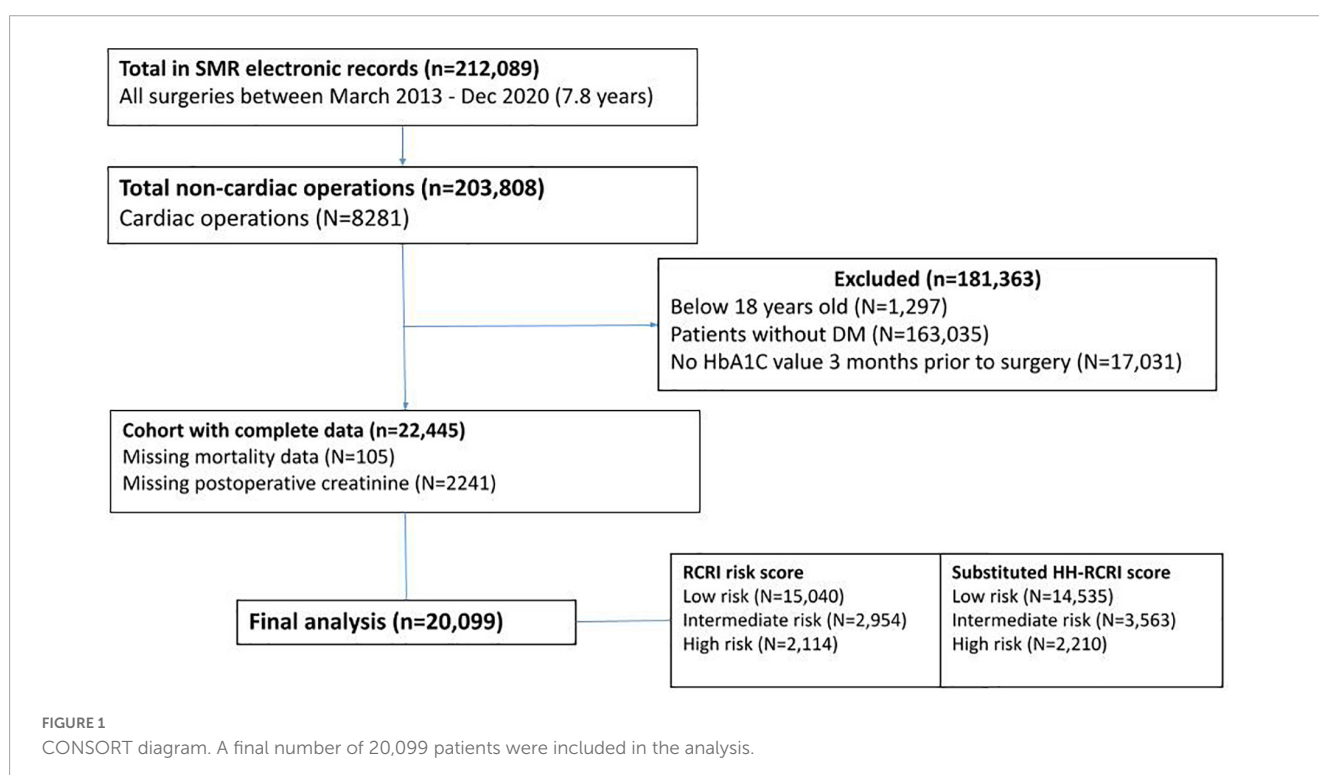 Total in SMR electronic records (n=212,089)
All surgeries between March 2013 - Dec 2020 (7.8 years)
Total non-cardiac operations (n=203,808)
Cardiac operations (N=8281)
Excluded (n=181,363)
Below 18 years old (N=1,297)
Patients without DM (N=163,035)
No HbA1C value 3 months prior to surgery (N=17,031)
Cohort with complete data (n=22,445)
Missing mortality data (N=105)
Missing postoperative creatinine (N=2241)
Final analysis (n=20,099)
RCRI risk score
Low risk (N=15,040)
Intermediate risk (N=2,954)
High risk (N=2,114)
Substituted HH-RCRI score
Low risk (N=14,535)
Intermediate risk (N=3,563)
High risk (N=2,210)
FIGURE 1
CONSORT diagram. A final number of 20,099 patients were included in the analysis.